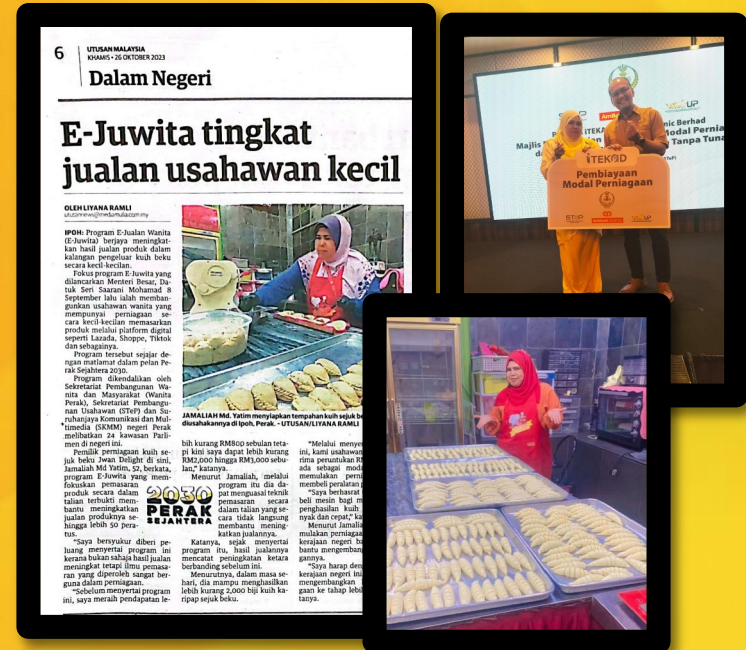 6
UTUSAN MALAYSIA
KHAMIS • 26 OKTOBER 2023
Dalam Negeri
E-Juwita tingkat
jualan usahawan kecil
OLEH LIYANA RAMLI
utusannews@mediamulia.com.my
IPOH: Program E-Jualan Wanita
(E-Juwita) berjaya meningkat-
kan hasil jualan produk dalam
kalangan pengeluar kuih beku
secara kecil-kecilan.
Fokus program E-Juwita yang
dilancarkan Menteri Besar, Da-
tuk Seri Saarani Mohamad 8
September lalu ialah memban-
gunkan usahawan wanita yang
mempunyai perniagaan se-
cara kecil-kecilan memasarkan
produk melalui platform digital
seperti Lazada, Shoppe, Tiktok
dan sebagainya.
Program tersebut sejajar de-
ngan matlamat dalam pelan Pe-
rak Sejahtera 2030.
Program dikendalikan oleh
Sekretariat Pembangunan Wa-
nita dan Masyarakat (Wanita
Perak), Sekretariat Pembangu-
nan Usahawan (STeP) dan Su-
ruhanjaya Komunikasi dan Mul-
timedia (SKMM) negeri Perak
melibatkan 24 kawasan Parli-
men di negeri ini.
Pemilik perniagaan kuih se-
juk beku Jwan Delight di sini,
Jamaliah Md Yatim, 52, berkata,
program E-Juwita yang mem-
fokuskan pemasaran
produk secara dalam
talian terbukti mem-
bantu meningkatkan
jualan produknya se-
hingga lebih 50 pera-
tus.
"Saya bersyukur diberi pe-
luang menyertai program ini
kerana bukan sahaja hasil jualan
meningkat tetapi ilmu pemasa-
ran yang diperoleh sangat ber-
guna dalam perniagaan.
"Sebelum menyertai program
ini, saya meraih pendapatan le-
JAMALIAH Md. Yatim menyiapkan tempahan kuih sejuk be
diusahakannya di Ipoh, Perak. - UTUSAN/LIYANA RAMLI
bih kurang RM800 sebulan teta-
pi kini saya dapat lebih kurang
RM2,000 hingga RM3,000 sebu-
lan," katanya.
Menurut Jamaliah, melalui
program itu dia da-
pat menguasai teknik
pemasaran secara
dalam talian yang se-
cara tidak langsung
membantu mening-
katkan jualannya.
Katanya, sejak menyertai
program itu, hasil jualannya
mencatat peningkatan ketara
berbanding sebelum ini.
Menurutnya, dalam masa se-
hari, dia mampu menghasilkan
lebih kurang 2,000 biji kuih ka-
ripap sejuk beku.
2030
PERAK
SEJAHTERA
"Melalui menye
ini, kami usahawan
rima peruntukan R
ada sebagai moda
memulakan perni
membeli peralatan
"Saya berhasrat
beli mesin bagi m
penghasilan kuih
nyak dan cepat," ka
Menurut Jamalia
mulakan perniagaa
kerajaan negeri ba
bantu mengemban
gannya.
"Saya harap den
kerajaan negeri ini
mengembangkan
gaan ke tahap lebil
tanya.
nic Berhad
Majlis
Modal Pernia
Tanpa Tuna
iTEKAD
Pembiayaan
Modal Perniagaan
STeP